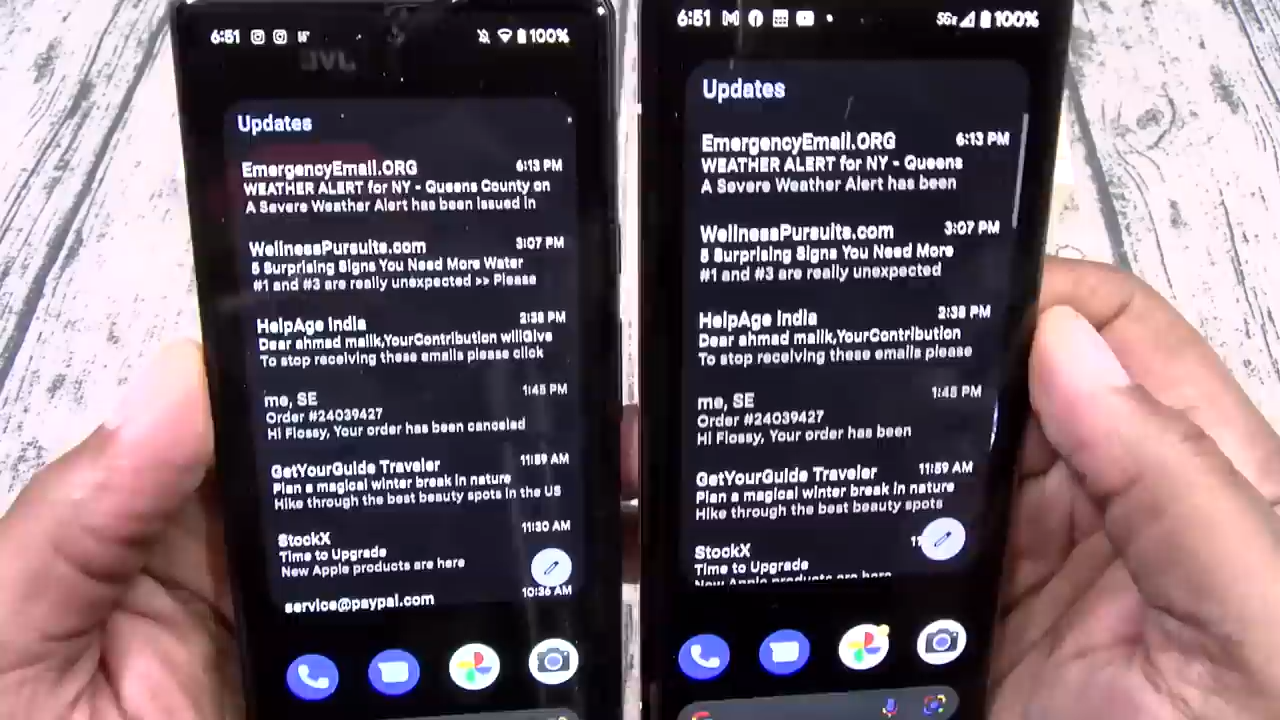 6:51
100%
Updates
EmergencyEmail.ORG 6:13 PM
WEATHER ALERT for NY - Queens County on
A Severe Weather Alert has been issued in
WellnessPursuits.com 3:07 PM
5 Surprising Signs You Need More Water
#1 and #3 are really unexpected >> Please
HelpAge India 2:38 PM
Dear ahmad malik,YourContribution willGive
To stop receiving these emails please click
me, SE 1:45 PM
Order #24039427
Hi Flossy, Your order has been canceled
GetYourGuide Traveler 11:59 AM
Plan a magical winter break in nature
Hike through the best beauty spots in the US
StockX 11:30 AM
Time to Upgrade
New Apple products are here
service@paypal.com 10:36 AM
6:51
5G 100%
Updates
EmergencyEmail.ORG 6:13 PM
WEATHER ALERT for NY - Queens
A Severe Weather Alert has been
WellnessPursuits.com 3:07 PM
5 Surprising Signs You Need More
#1 and #3 are really unexpected
HelpAge India 2:38 PM
Dear ahmad malik,YourContribution
To stop receiving these emails please
me, SE 1:45 PM
Order #24039427
Hi Flossy, Your order has been
GetYourGuide Traveler 11:59 AM
Plan a magical winter break in nature
Hike through the best beauty spots
StockX
Time to Upgrade
New Apple products are here